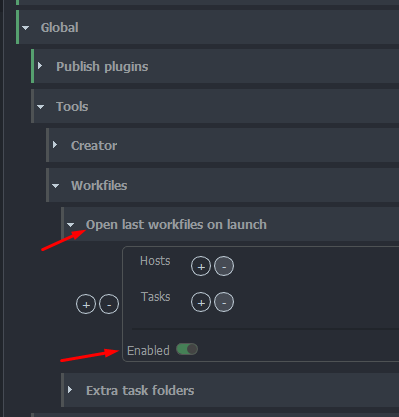 Global
Publish plugins
Tools
Creator
Workfiles
Open last workfiles on launch
Hosts + -
Tasks + -
+ -
Enabled
Extra task folders